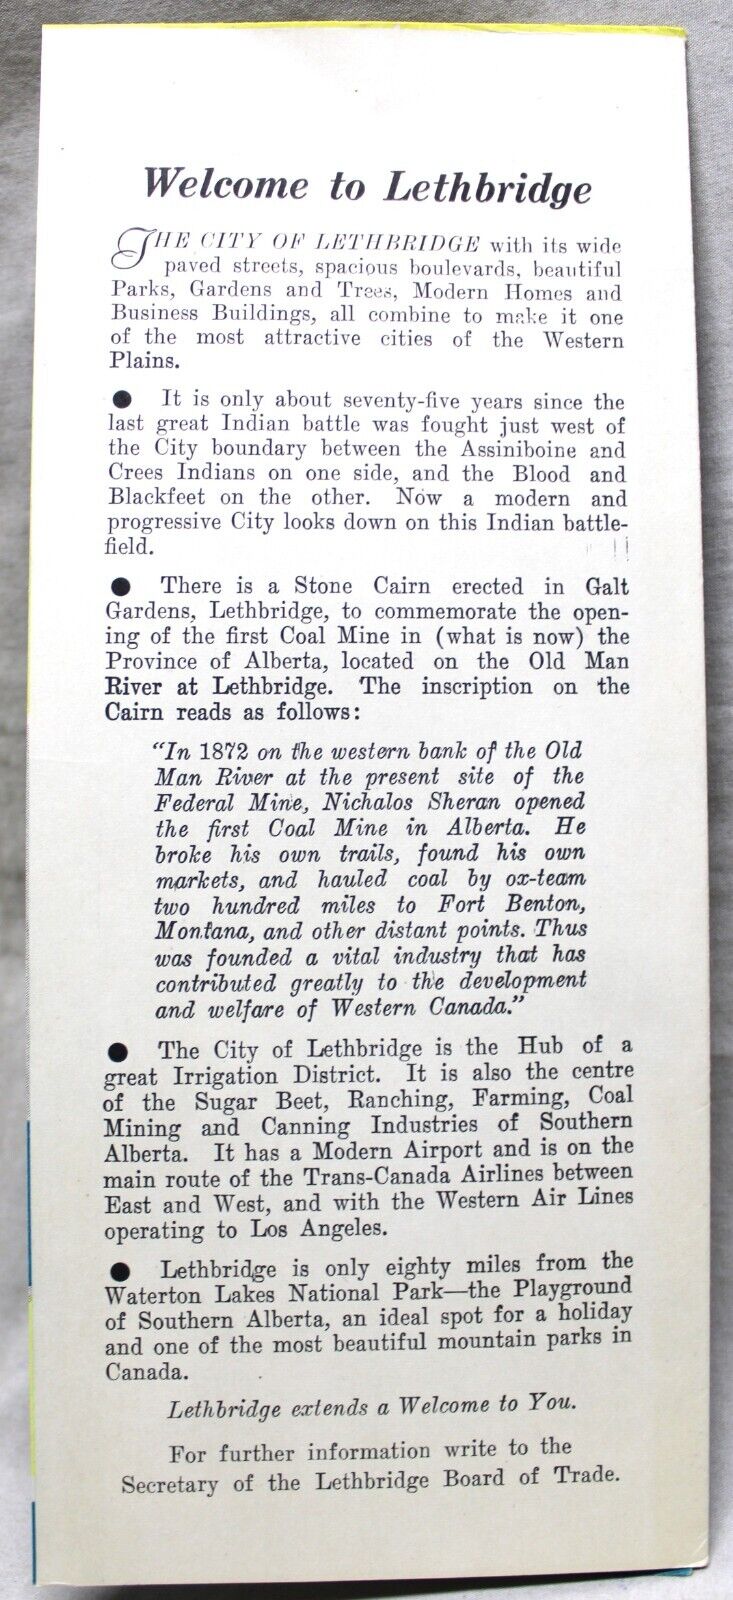 Welcome to Lethbridge
THE CITY OF LETHBRIDGE with its wide
paved streets, spacious boulevards, beautiful
Parks, Gardens and Trees, Modern Homes and
Business Buildings, all combine to make it one
of the most attractive cities of the Western
Plains.
● It is only about seventy-five years since the
last great Indian battle was fought just west of
the City boundary between the Assiniboine and
Crees Indians on one side, and the Blood and
Blackfeet on the other. Now a modern and
progressive City looks down on this Indian battle-
field.
● There is a Stone Cairn erected in Galt
Gardens, Lethbridge, to commemorate the open-
ing of the first Coal Mine in (what is now) the
Province of Alberta, located on the Old Man
River at Lethbridge. The inscription on the
Cairn reads as follows:
"In 1872 on the western bank of the Old
Man River at the present site of the
Federal Mine, Nichalos Sheran opened
the first Coal Mine in Alberta. He
broke his own trails, found his own
markets, and hauled coal by ox-team
two hundred miles to Fort Benton,
Montana, and other distant points. Thus
was founded a vital industry that has
contributed greatly to the development
and welfare of Western Canada."
● The City of Lethbridge is the Hub of a
great Irrigation District. It is also the centre
of the Sugar Beet, Ranching, Farming, Coal
Mining and Canning Industries of Southern
Alberta. It has a Modern Airport and is on the
main route of the Trans-Canada Airlines between
East and West, and with the Western Air Lines
operating to Los Angeles.
● Lethbridge is only eighty miles from the
Waterton Lakes National Park—the Playground
of Southern Alberta, an ideal spot for a holiday
and one of the most beautiful mountain parks in
Canada.
Lethbridge extends a Welcome to You.
For further information write to the
Secretary of the Lethbridge Board of Trade.